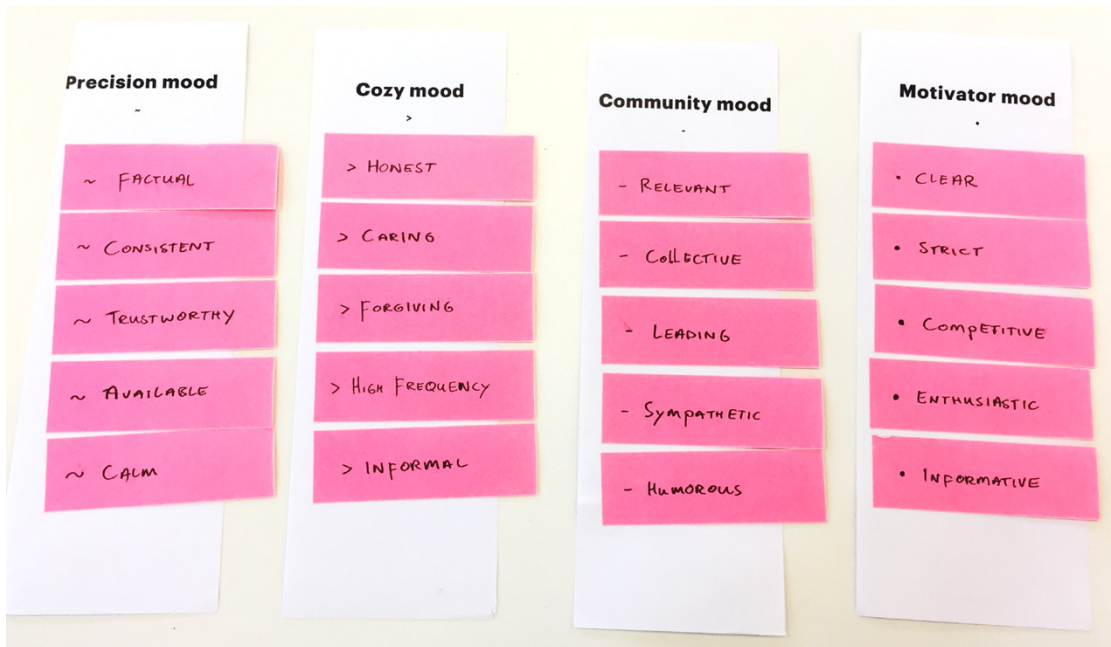 Precision mood
~
~ FACTUAL
~ CONSISTENT
~ TRUSTWORTHY
~ AVAILABLE
~ CALM
Cozy mood
>
> HONEST
> CARING
> FORGIVING
> HIGH FREQUENCY
> INFORMAL
Community mood
-
- RELEVANT
- COLLECTIVE
- LEADING
- SYMPATHETIC
- HUMOROUS
Motivator mood
•
• CLEAR
• STRICT
• COMPETITIVE
• ENTHUSIASTIC
• INFORMATIVE